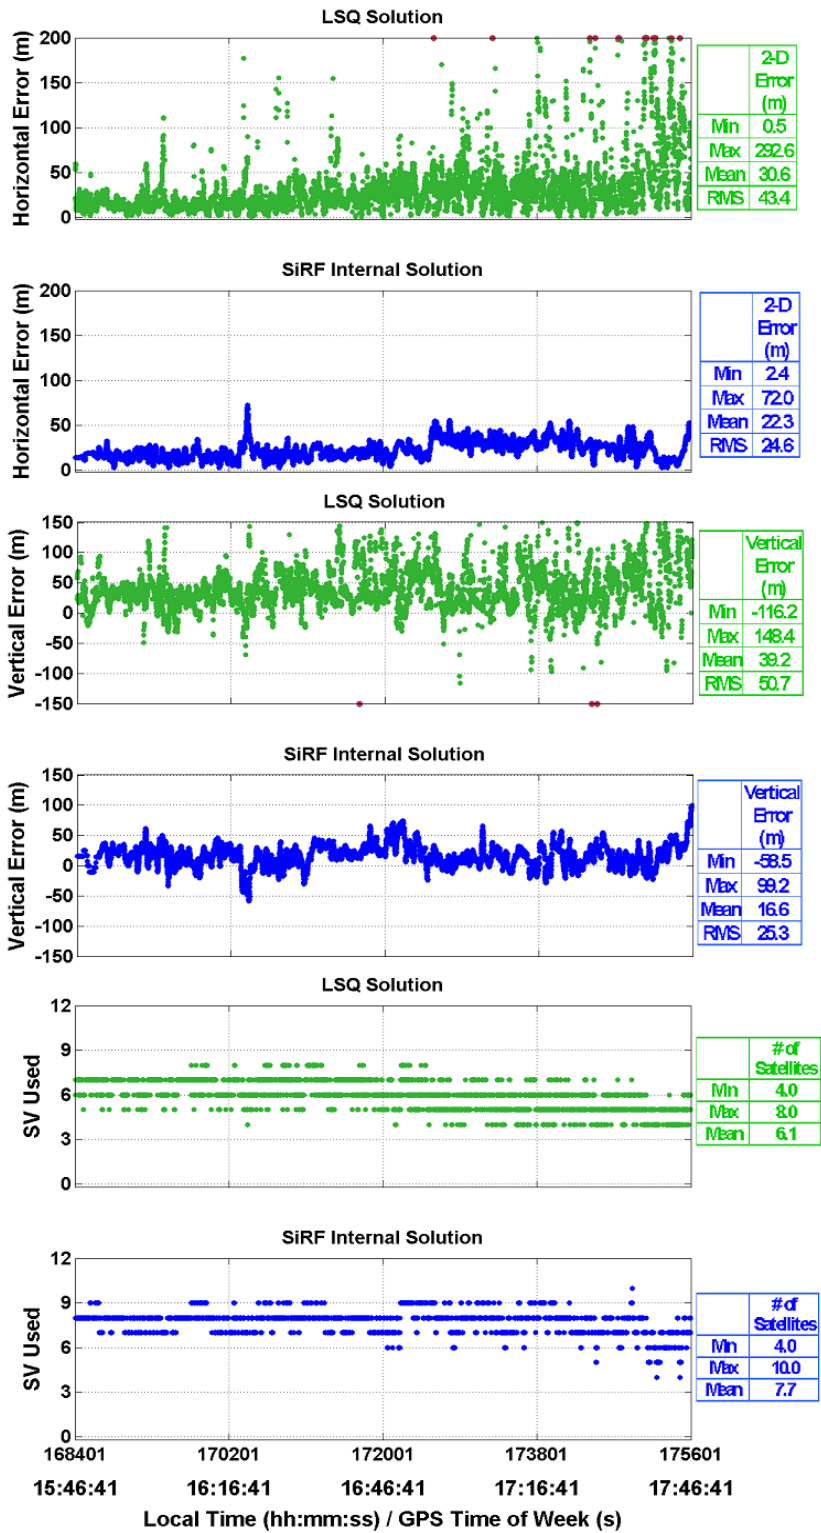 LSQ Solution
Horizontal Error (m)
200
150
100
50
0
2-D Error (m)
Min 0.5
Max 292.6
Mean 30.6
RMS 43.4
SiRF Internal Solution
Horizontal Error (m)
200
150
100
50
0
2-D Error (m)
Min 2.4
Max 72.0
Mean 22.3
RMS 24.6
LSQ Solution
Vertical Error (m)
150
100
50
0
-50
-100
-150
Vertical Error (m)
Min -116.2
Max 148.4
Mean 39.2
RMS 50.7
SiRF Internal Solution
Vertical Error (m)
150
100
50
0
-50
-100
-150
Vertical Error (m)
Min -58.5
Max 99.2
Mean 16.6
RMS 25.3
LSQ Solution
SV Used
12
9
6
3
0
# of Satellites
Min 4.0
Max 8.0
Mean 6.1
SiRF Internal Solution
SV Used
12
9
6
3
0
# of Satellites
Min 4.0
Max 10.0
Mean 7.7
168401 170201 172001 173801 175601
15:46:41 16:16:41 16:46:41 17:16:41 17:46:41
Local Time (hh:mm:ss) / GPS Time of Week (s)